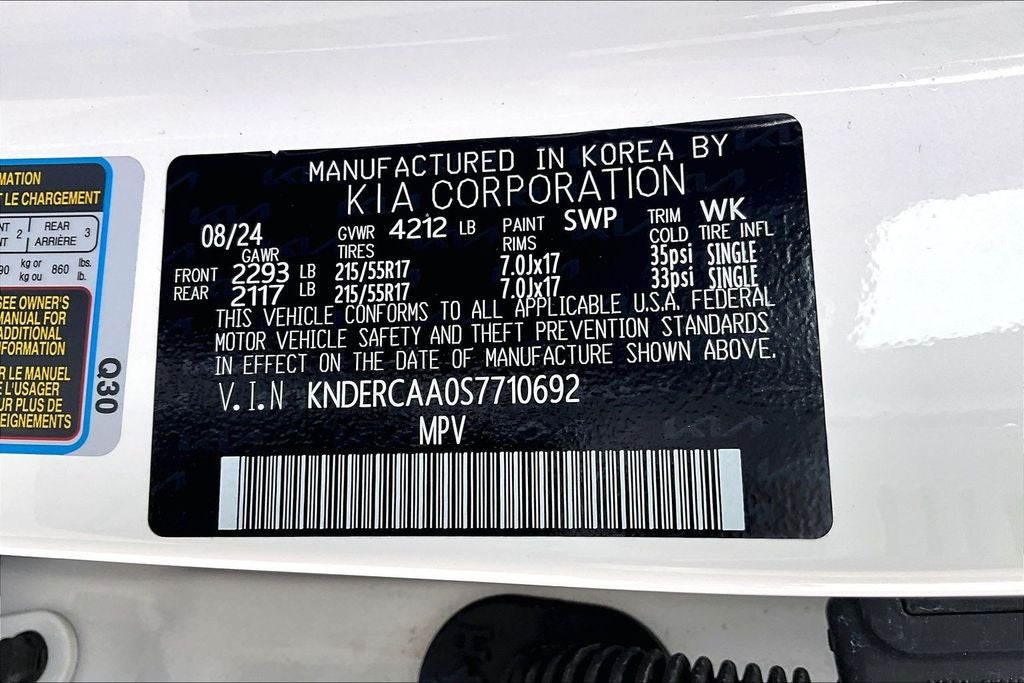 MANUFACTURED IN KOREA BY
KIA CORPORATION
08/24 GVWR 4212 LB PAINT SWP TRIM WK
GAWR TIRES RIMS COLD TIRE INFL
FRONT 2293 LB 215/55R17 7.0Jx17 35psi SINGLE
REAR 2117 LB 215/55R17 7.0Jx17 33psi SINGLE
THIS VEHICLE CONFORMS TO ALL APPLICABLE U.S.A. FEDERAL
MOTOR VEHICLE SAFETY AND THEFT PREVENTION STANDARDS
IN EFFECT ON THE DATE OF MANUFACTURE SHOWN ABOVE.
V.I.N KNDERCAA0S7710692
MPV
LE CHARGEMENT
2 REAR 3
ARRIÈRE
kg or 860 lbs.
kg ou lb.
SEE OWNER'S
MANUAL FOR
ADDITIONAL
INFORMATION
LE MANUEL
L'USAGER
PLUS DE
Q30